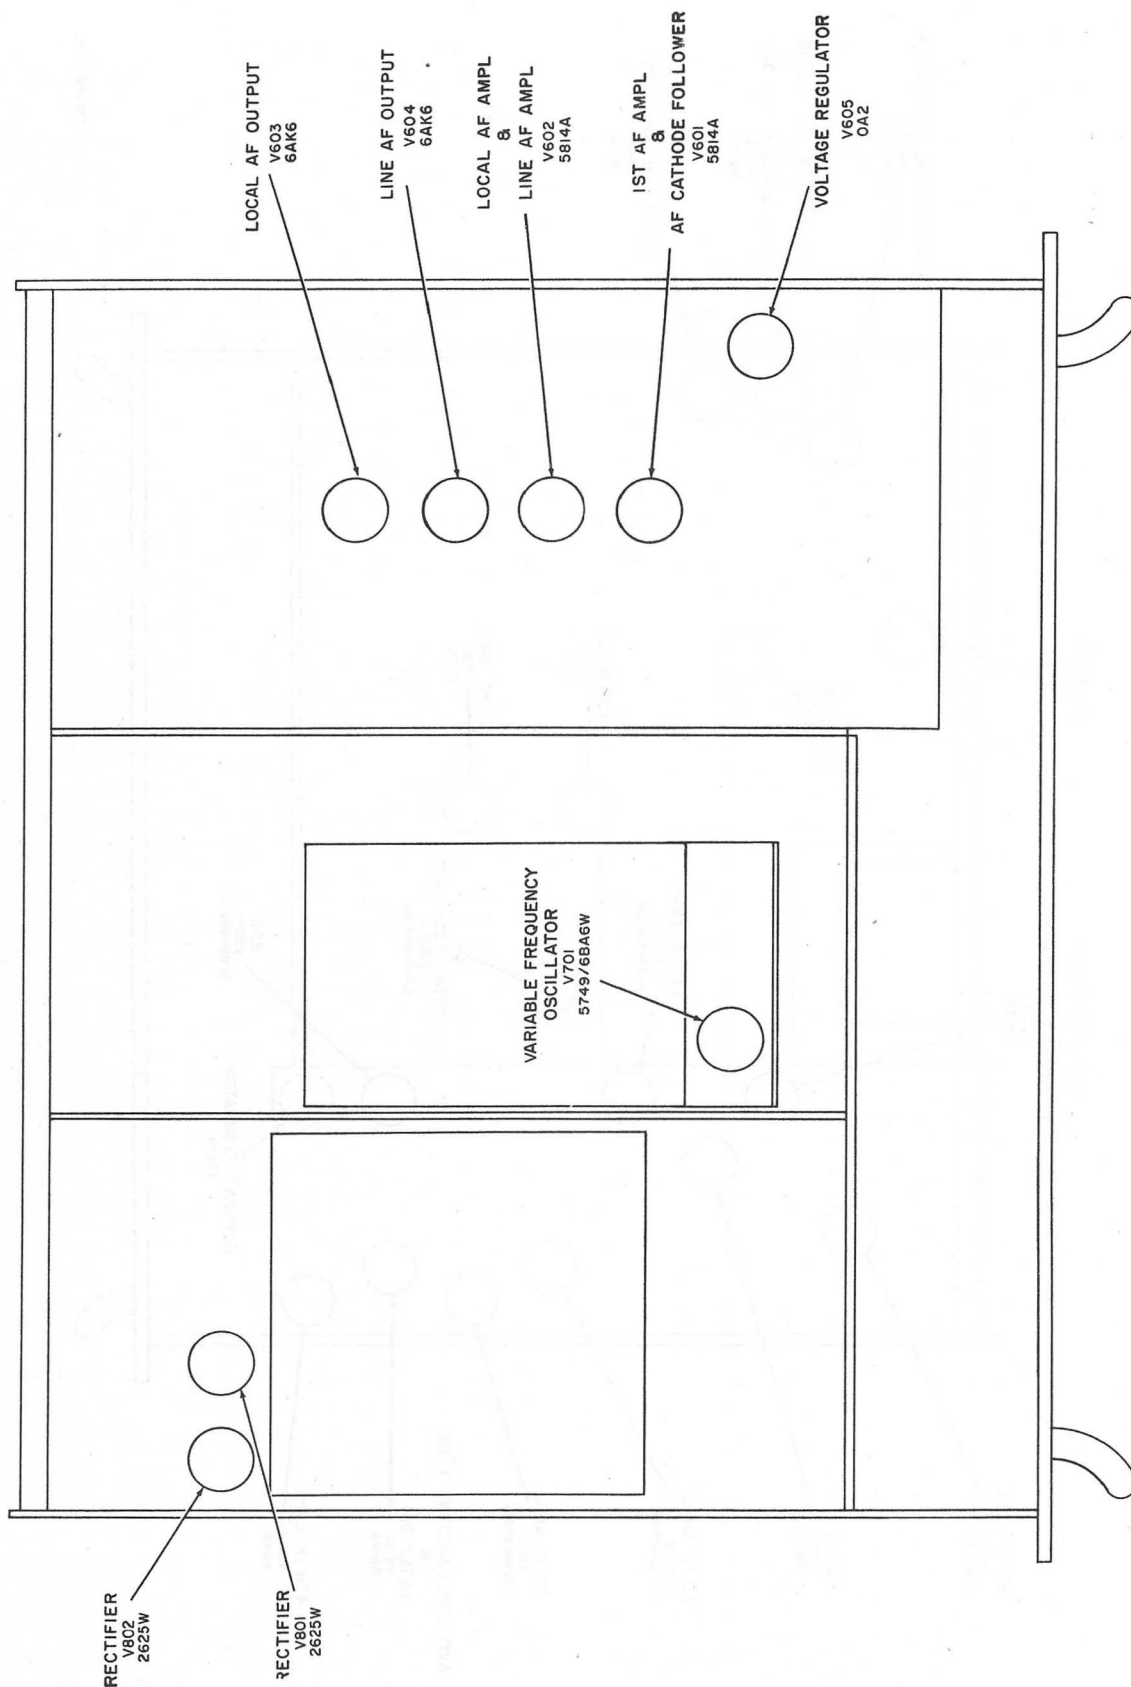 RECTIFIER
V802
2625W
RECTIFIER
V801
2625W
VARIABLE FREQUENCY
OSCILLATOR
V701
5749/6BA6W
LOCAL AF OUTPUT
V603
6AK6
LINE AF OUTPUT
V604
6AK6
LOCAL AF AMPL
&
LINE AF AMPL
V602
5814A
1ST AF AMPL
&
AF CATHODE FOLLOWER
V601
5814A
VOLTAGE REGULATOR
V605
0A2